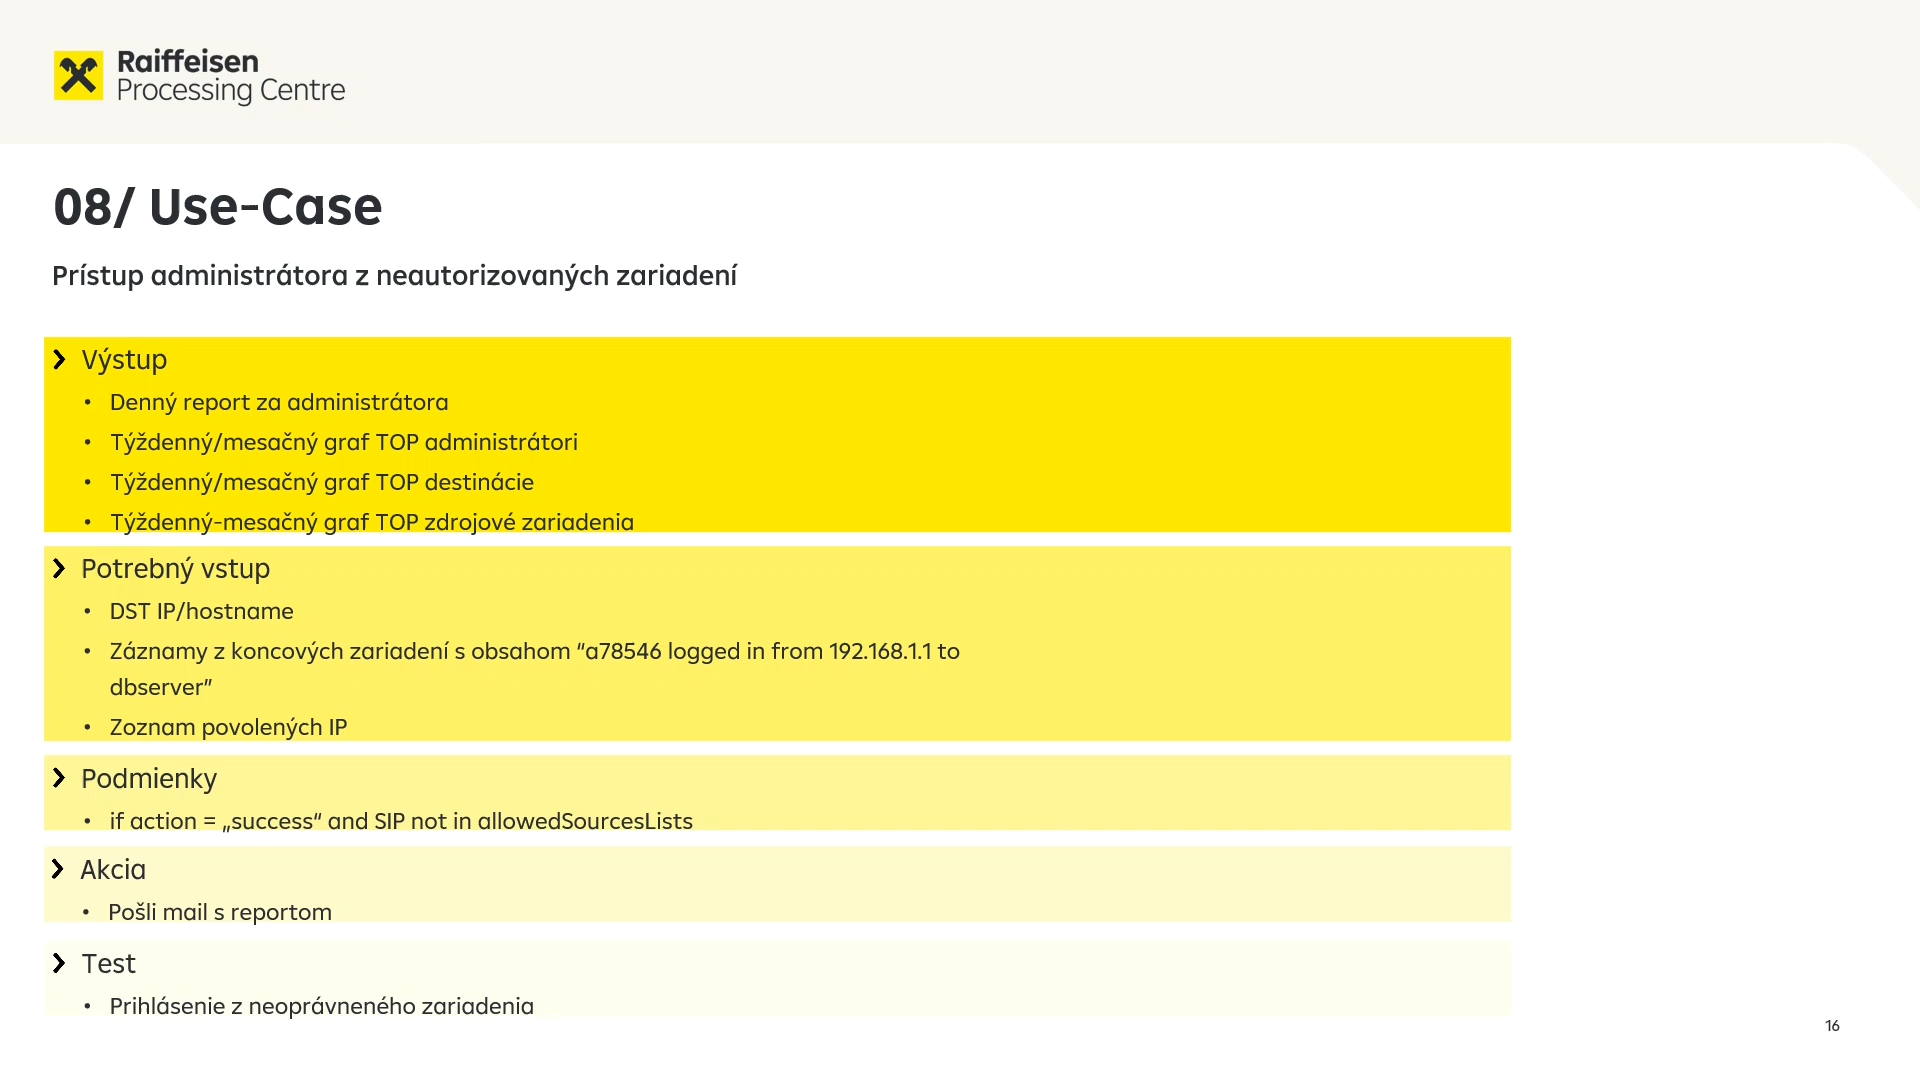 Raiffeisen
Processing Centre
08/ Use-Case
Prístup administrátora z neautorizovaných zariadení
Výstup
• Denný report za administrátora
• Týždenný/mesačný graf TOP administrátori
• Týždenný/mesačný graf TOP destinácie
• Týždenný-mesačný graf TOP zdrojové zariadenia
Potrebný vstup
• DST IP/hostname
• Záznamy z koncových zariadení s obsahom “a78546 logged in from 192.168.1.1 to
dbserver”
• Zoznam povolených IP
Podmienky
• if action = „success“ and SIP not in allowedSourcesLists
Akcia
• Pošli mail s reportom
Test
• Prihlásenie z neoprávneného zariadenia
16